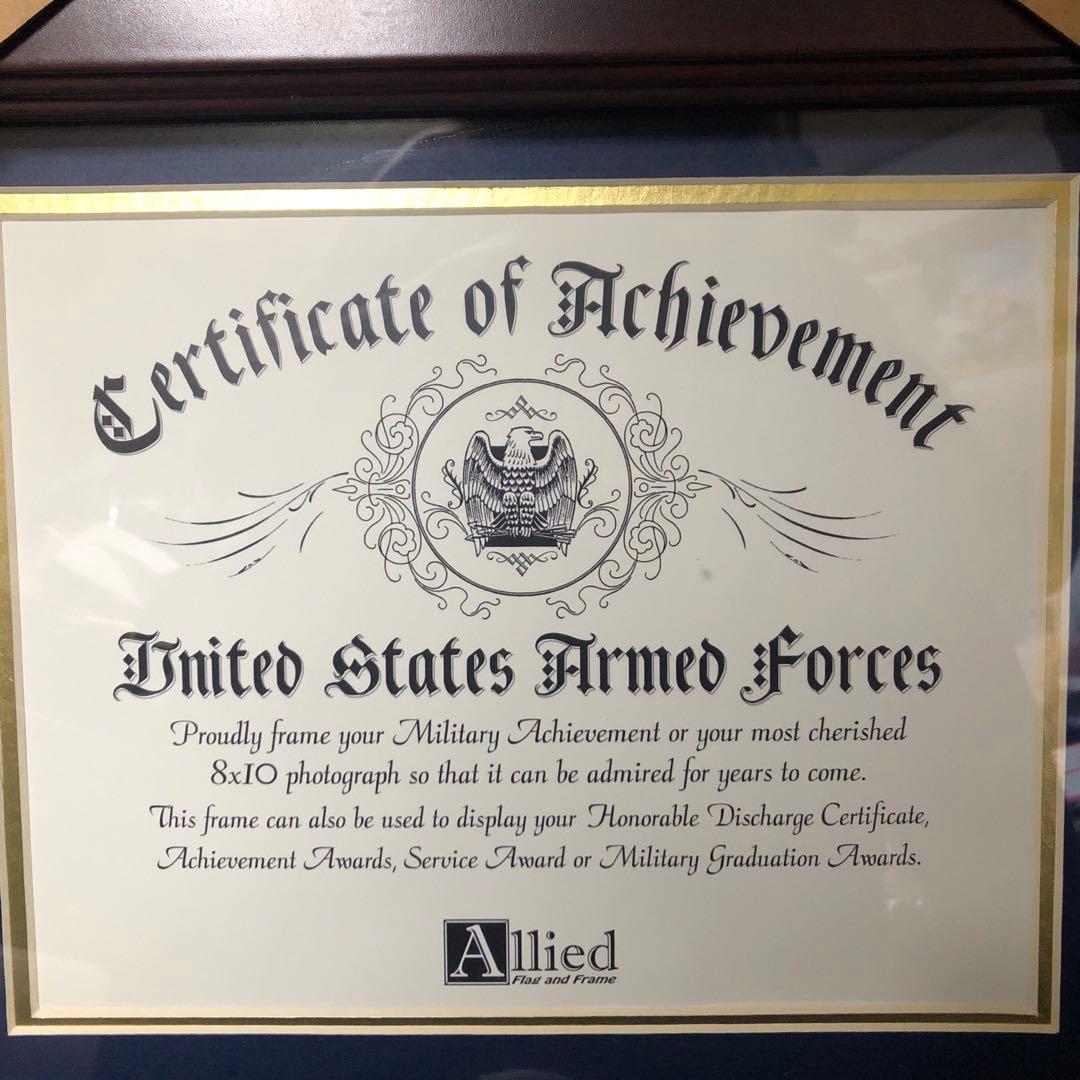 Certificate of Achievement
United States Armed Forces
Proudly frame your Military Achievement or your most cherished
8x10 photograph so that it can be admired for years to come.
This frame can also be used to display your Honorable Discharge Certificate,
Achievement Awards, Service Award or Military Graduation Awards.
Allied
Flag and Frame